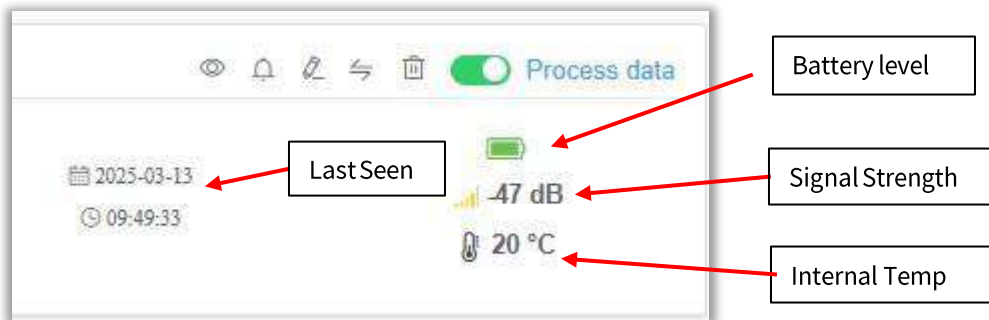 Process data
Battery level
2025-03-13
Last Seen
-47 dB
Signal Strength
09:49:33
20 °C
Internal Temp